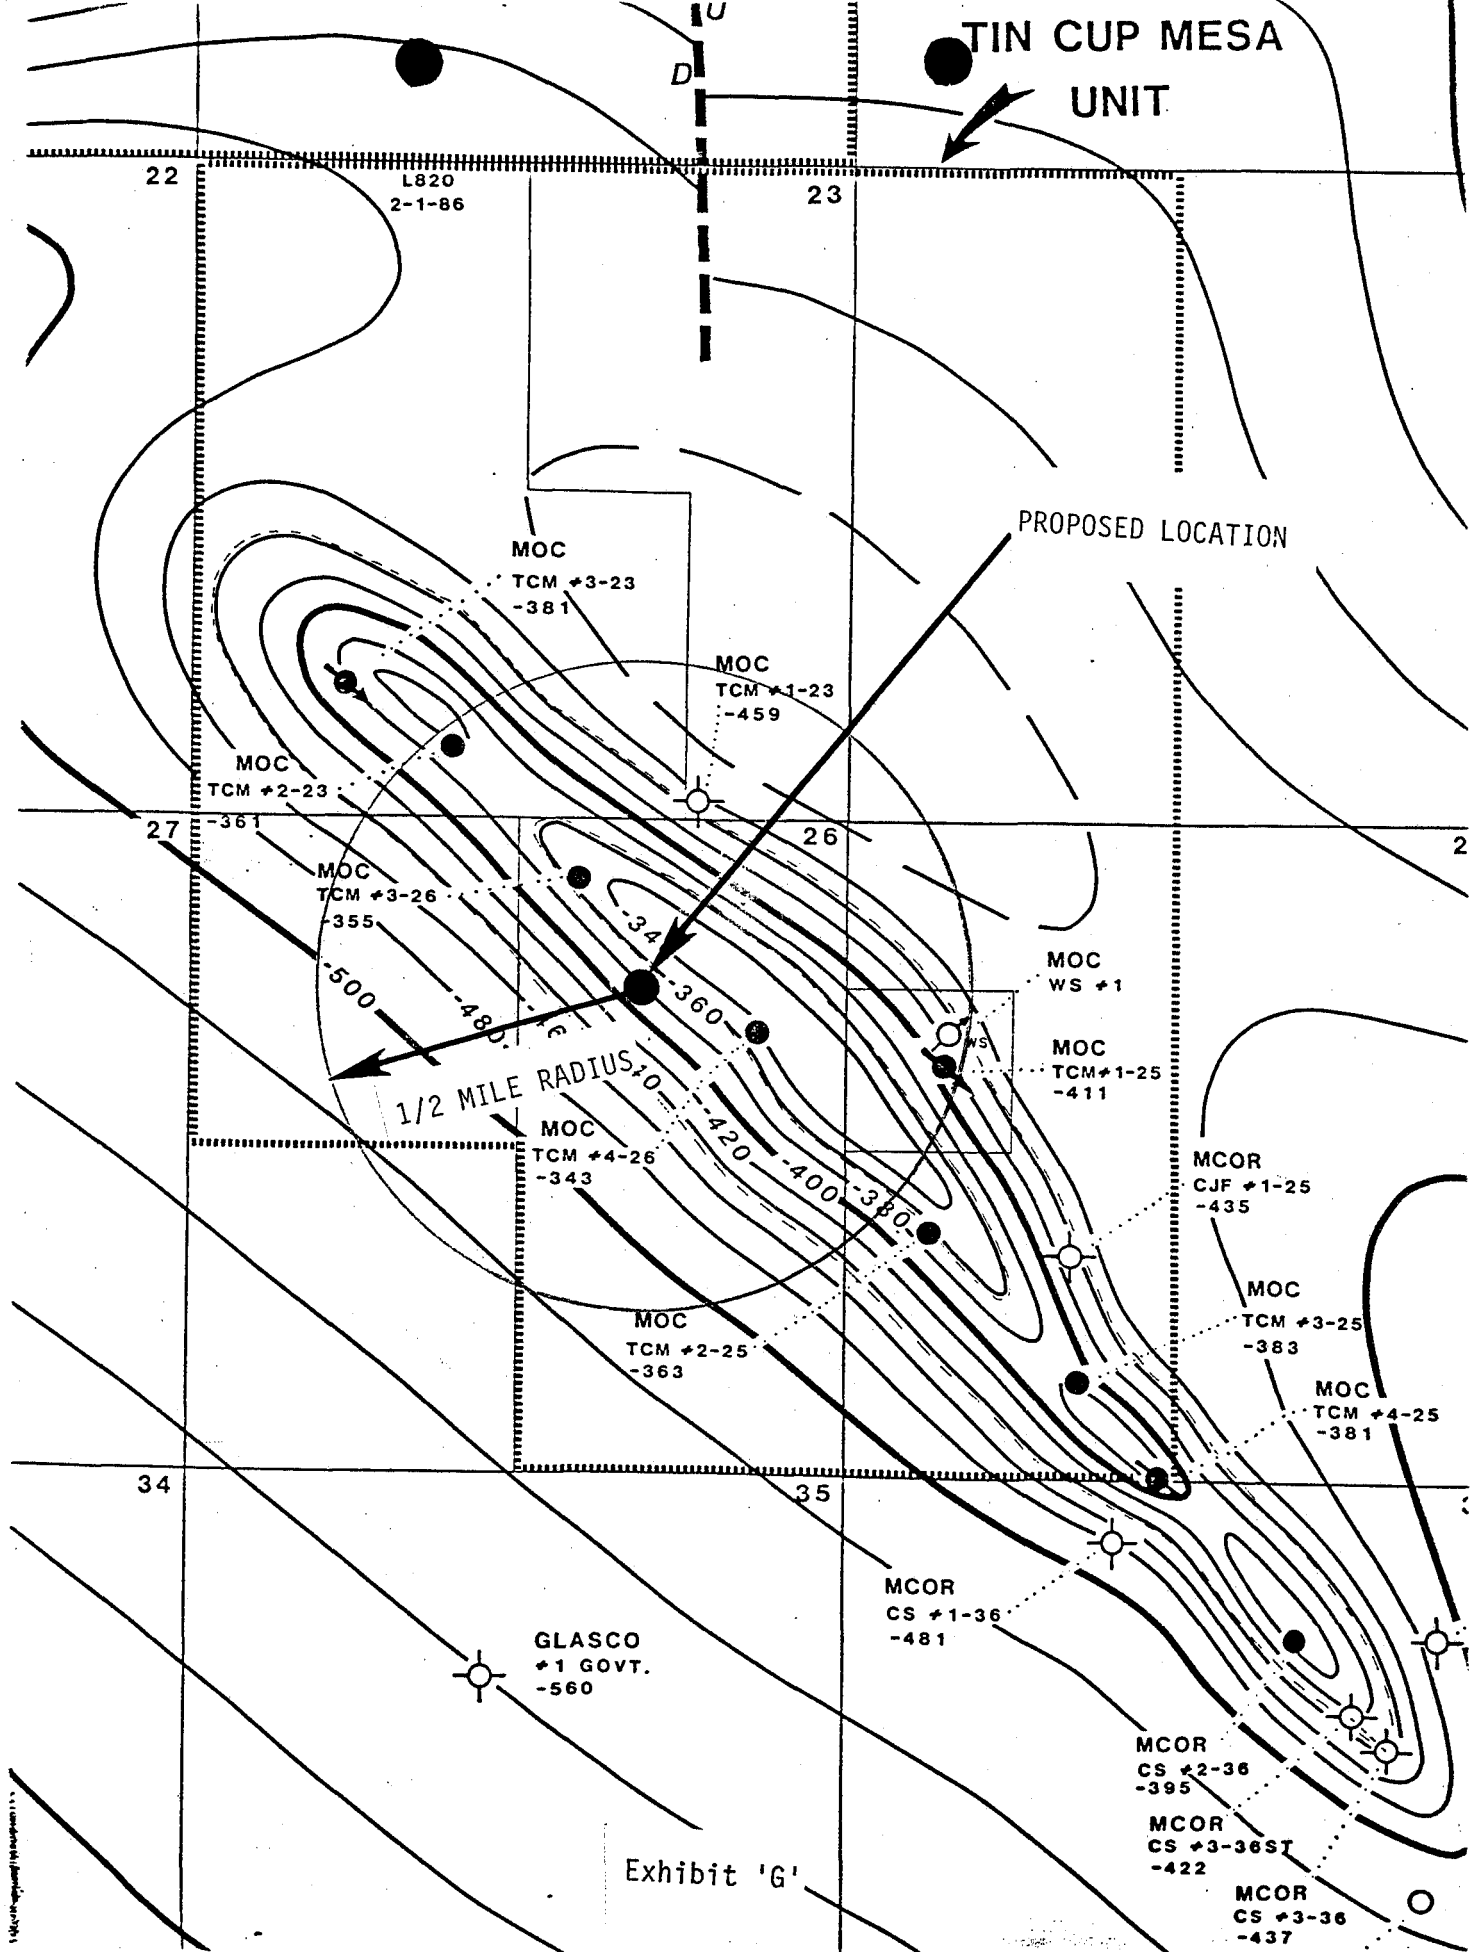 U
D
TIN CUP MESA
UNIT
22
L820
2-1-86
23
PROPOSED LOCATION
MOC
TCM #3-23
-381
MOC
TCM #1-23
-459
MOC
TCM #2-23
-361
27
26
2
MOC
TCM #3-26
-355
-34
-500
-480
-46
-360
MOC
WS #1
WS
MOC
TCM #1-25
-411
1/2 MILE RADIUS
-420
-400
-380
MOC
TCM #4-26
-343
MCOR
CJF #1-25
-435
MOC
TCM #2-25
-363
MOC
TCM #3-25
-383
MOC
TCM #4-25
-381
34
35
MCOR
CS #1-36
-481
GLASCO
#1 GOVT.
-560
MCOR
CS #2-36
-395
MCOR
CS #3-36ST
-422
Exhibit 'G'
MCOR
CS #3-36
-437